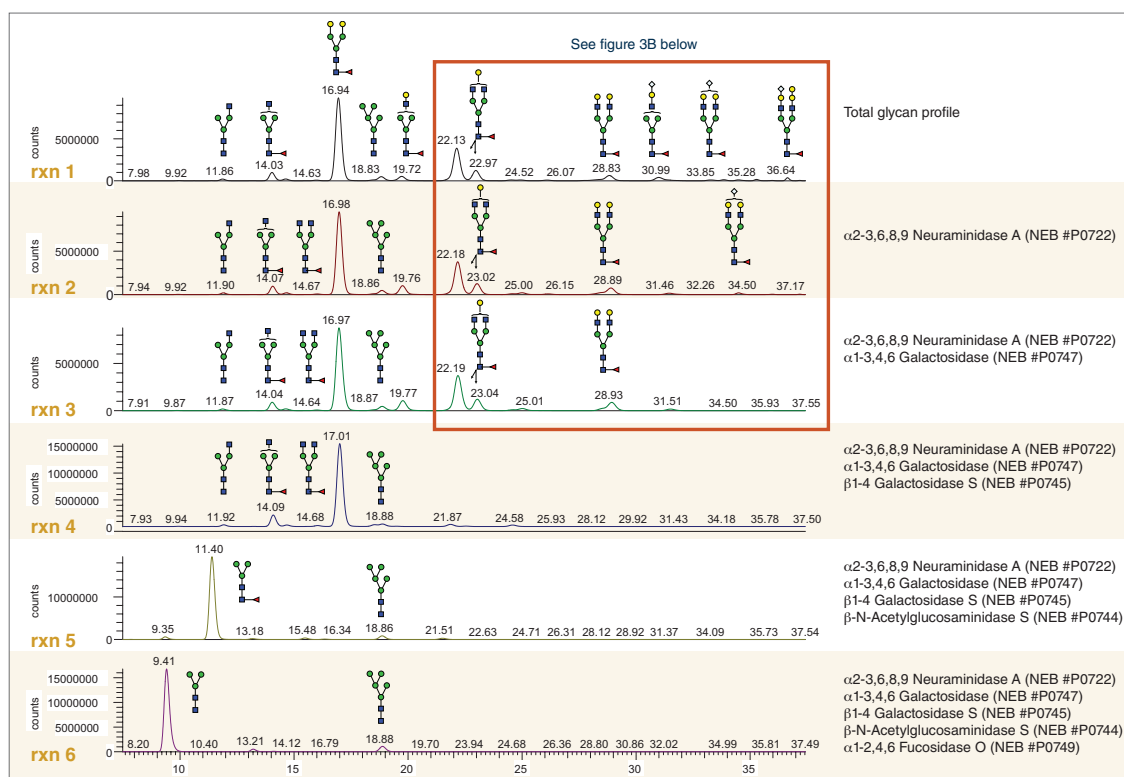 See figure 3B below
16.94
22.13
22.97
5000000
counts
7.98 9.92 11.86 14.03 14.63 18.83 19.72 24.52 26.07 28.83 30.99 33.85 35.28 36.64
0
rxn 1
Total glycan profile
16.98
22.18
23.02
5000000
counts
7.94 9.92 11.90 14.07 14.67 18.86 19.76 25.00 26.15 28.89 31.46 32.26 34.50 37.17
0
rxn 2
α2-3,6,8,9 Neuraminidase A (NEB #P0722)
16.97
22.19
23.04
5000000
counts
7.91 9.87 11.87 14.04 14.64 18.87 19.77 25.01 28.93 31.51 34.50 35.93 37.55
0
rxn 3
α2-3,6,8,9 Neuraminidase A (NEB #P0722)
α1-3,4,6 Galactosidase (NEB #P0747)
17.01
15000000
10000000
5000000
counts
7.93 9.94 11.92 14.09 14.68 18.88 21.87 24.58 25.93 28.12 29.92 31.43 34.18 35.78 37.50
0
rxn 4
α2-3,6,8,9 Neuraminidase A (NEB #P0722)
α1-3,4,6 Galactosidase (NEB #P0747)
β1-4 Galactosidase S (NEB #P0745)
11.40
10000000
counts
9.35 13.18 15.48 16.34 18.86 21.51 22.63 24.71 26.31 28.12 28.92 31.37 34.09 35.73 37.54
0
rxn 5
α2-3,6,8,9 Neuraminidase A (NEB #P0722)
α1-3,4,6 Galactosidase (NEB #P0747)
β1-4 Galactosidase S (NEB #P0745)
β-N-Acetylglucosaminidase S (NEB #P0744)
9.41
15000000
10000000
5000000
counts
8.20 10.40 13.21 14.12 16.79 18.88 19.70 23.94 24.68 26.36 28.80 30.86 32.02 34.99 35.81 37.49
0
rxn 6
α2-3,6,8,9 Neuraminidase A (NEB #P0722)
α1-3,4,6 Galactosidase (NEB #P0747)
β1-4 Galactosidase S (NEB #P0745)
β-N-Acetylglucosaminidase S (NEB #P0744)
α1-2,4,6 Fucosidase O (NEB #P0749)
10 15 20 25 30 35